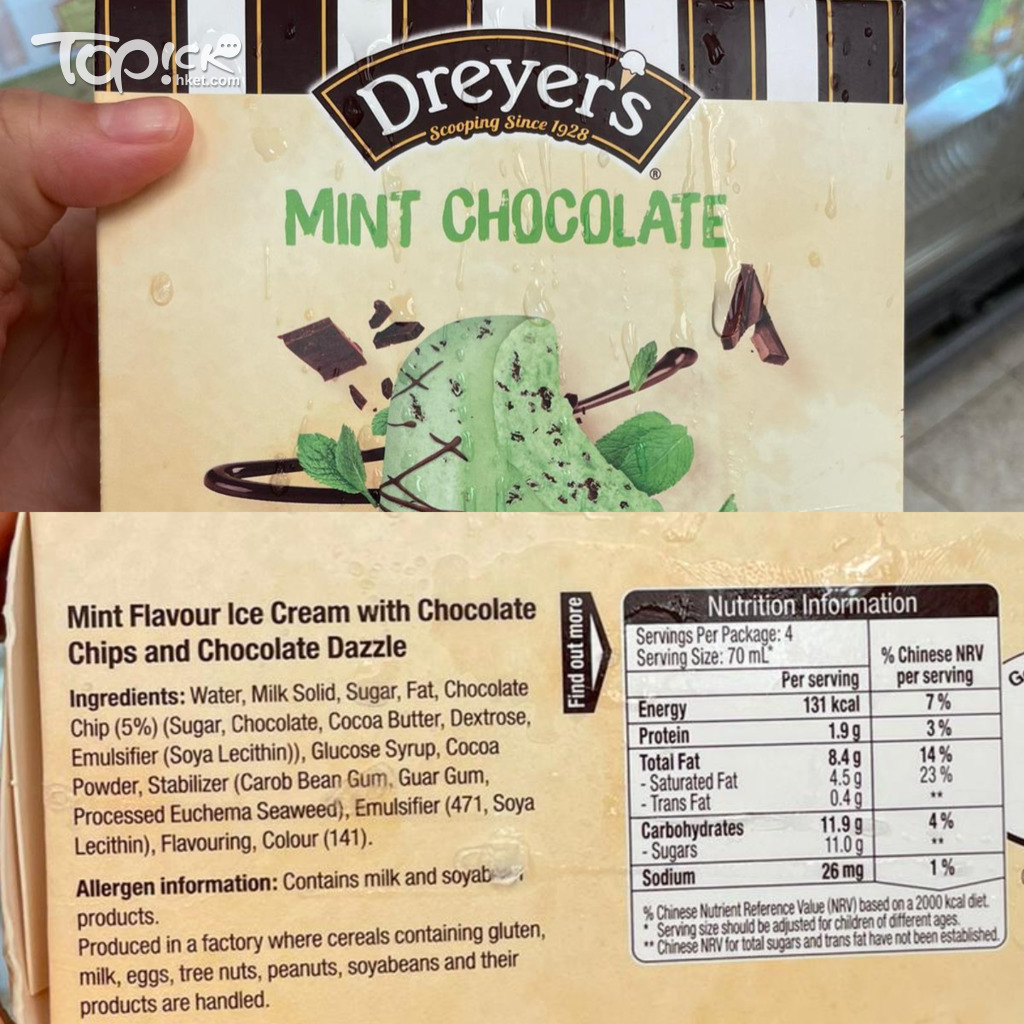 TOPick
hket.com
Dreyer's
Scooping Since 1928
®
MINT CHOCOLATE
Mint Flavour Ice Cream with Chocolate
Chips and Chocolate Dazzle
Ingredients: Water, Milk Solid, Sugar, Fat, Chocolate
Chip (5%) (Sugar, Chocolate, Cocoa Butter, Dextrose,
Emulsifier (Soya Lecithin)), Glucose Syrup, Cocoa
Powder, Stabilizer (Carob Bean Gum, Guar Gum,
Processed Euchema Seaweed), Emulsifier (471, Soya
Lecithin), Flavouring, Colour (141).
Allergen information: Contains milk and
products.
Produced in a factory where cereals containing gluten,
milk, eggs, tree nuts, peanuts, soyabeans and their
products are handled.
Find out more
Nutrition Information
Servings Per Package: 4
Serving Size: 70 mL*
% Chinese NRV
Per serving per serving
Energy 131 kcal 7%
Protein 1.9 g 3%
Total Fat 8.4 g 14%
- Saturated Fat 4.5 g 23%
- Trans Fat 0.4 g **
Carbohydrates 11.9 g 4%
- Sugars 11.0 g **
Sodium 26 mg 1%
% Chinese Nutrient Reference Value (NRV) based on a 2000 kcal diet.
* Serving size should be adjusted for children of different ages.
** Chinese NRV for total sugars and trans fat have not been established.